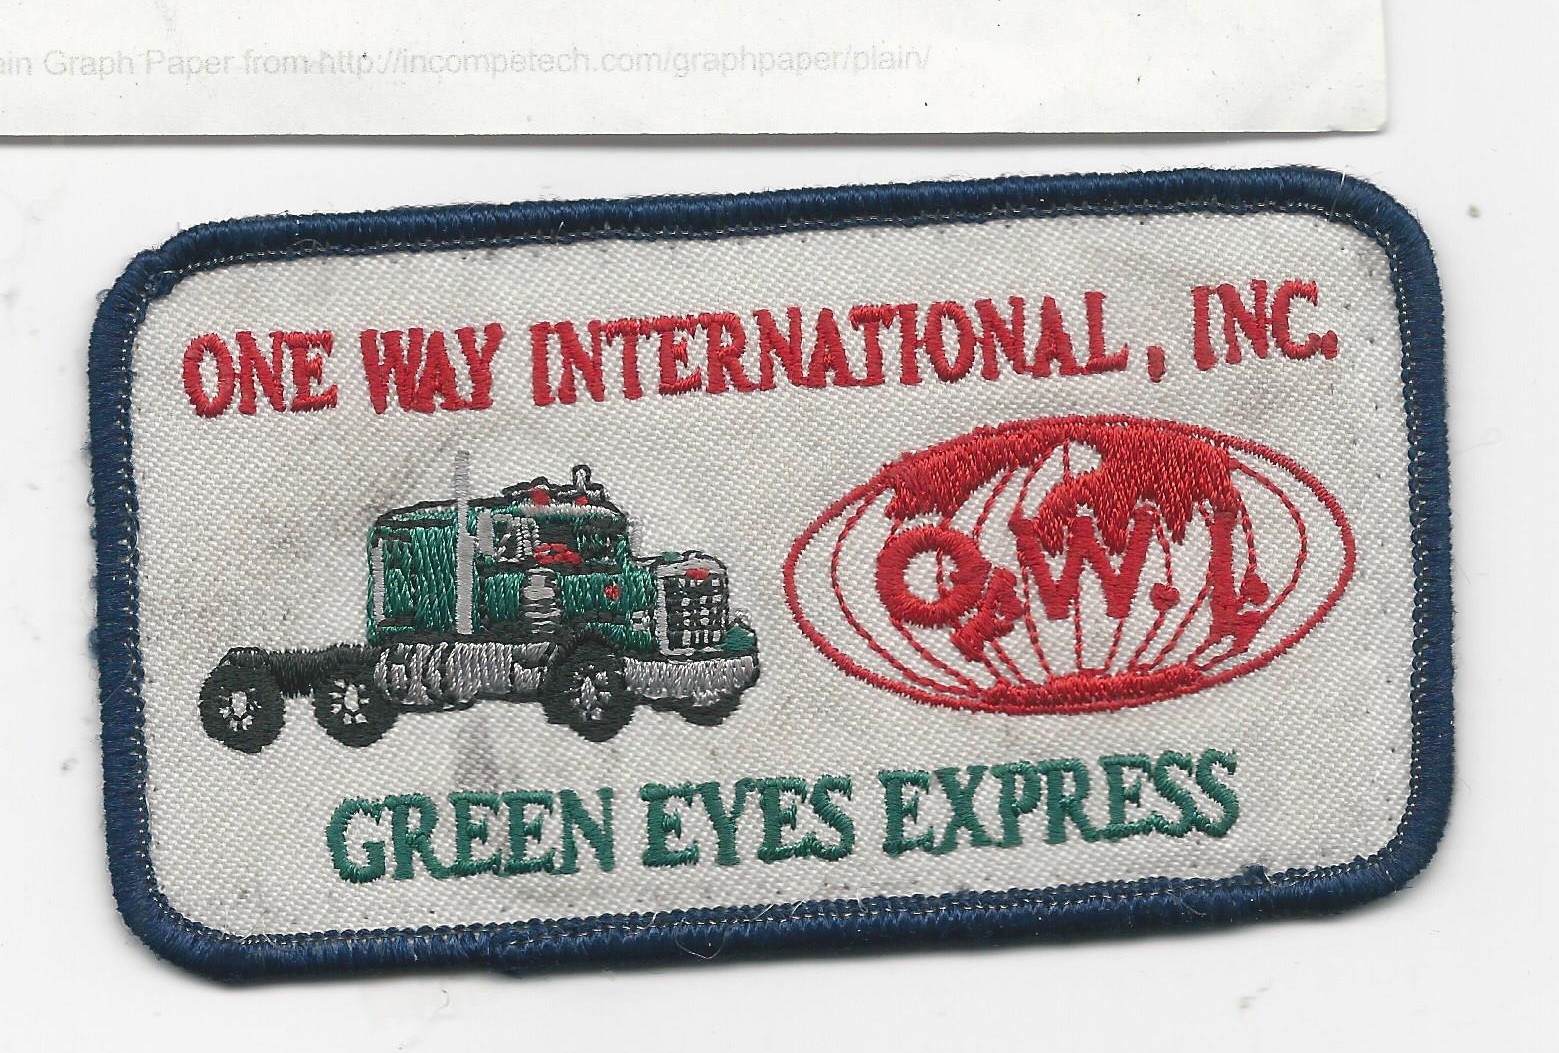 ain Graph Paper from http://incompetech.com/graphpaper/plain/
ONE WAY INTERNATIONAL, INC.
O.W.I.
GREEN EYES EXPRESS